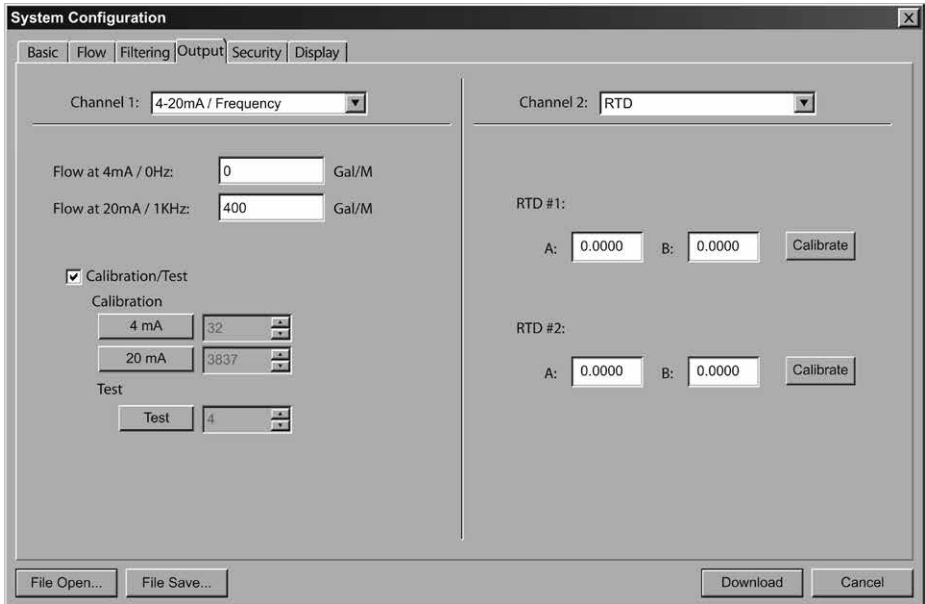 System Configuration
Basic Flow Filtering Output Security Display
Channel 1: 4-20mA / Frequency
Flow at 4mA / 0Hz: 0 Gal/M
Flow at 20mA / 1KHz: 400 Gal/M
Calibration/Test
Calibration
4 mA 32
20 mA 3837
Test
Test 4
Channel 2: RTD
RTD #1:
A: 0.0000 B: 0.0000 Calibrate
RTD #2:
A: 0.0000 B: 0.0000 Calibrate
File Open... File Save... Download Cancel